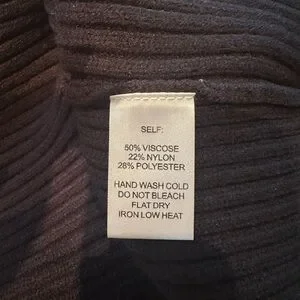 SELF:
50% VISCOSE
22% NYLON
28% POLYESTER
HAND WASH COLD
DO NOT BLEACH
FLAT DRY
IRON LOW HEAT